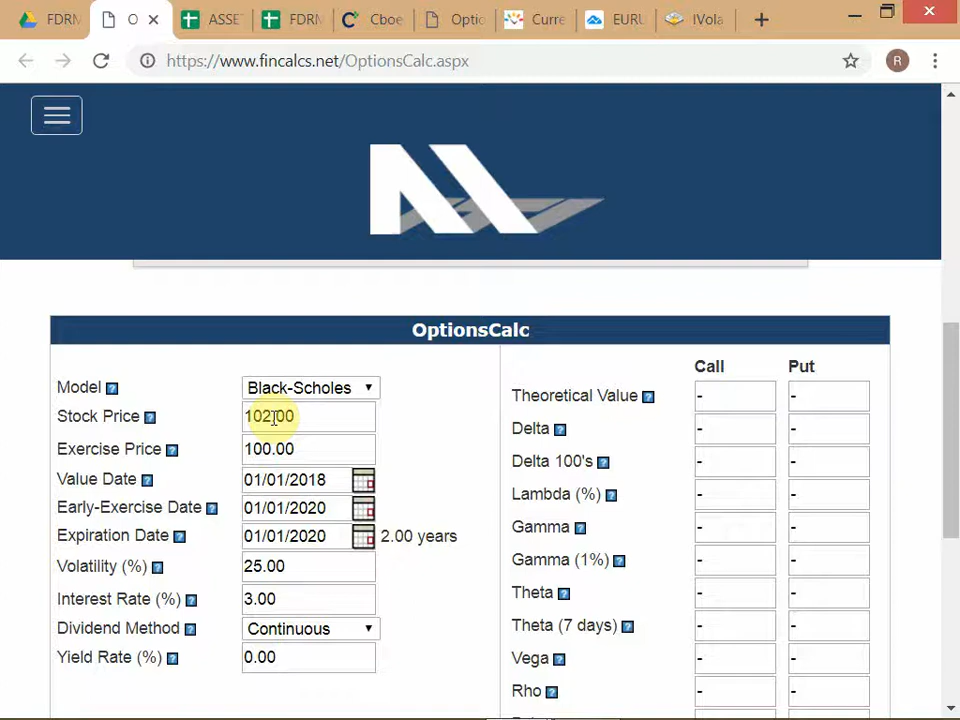 FDRM
O
ASSE
FDRM
Cboe
Optio
Curre
EURU
IVola
https://www.fincalcs.net/OptionsCalc.aspx
R
OptionsCalc
Call Put
Model ? Black-Scholes
Theoretical Value ? - -
Stock Price ? 102.00
Delta ? - -
Exercise Price ? 100.00
Delta 100's ? - -
Value Date ? 01/01/2018
Lambda (%) ? - -
Early-Exercise Date ? 01/01/2020
Gamma ? - -
Expiration Date ? 01/01/2020 2.00 years
Gamma (1%) ? - -
Volatility (%) ? 25.00
Theta ? - -
Interest Rate (%) ? 3.00
Theta (7 days) ? - -
Dividend Method ? Continuous
Vega ? - -
Yield Rate (%) ? 0.00
Rho ? - -